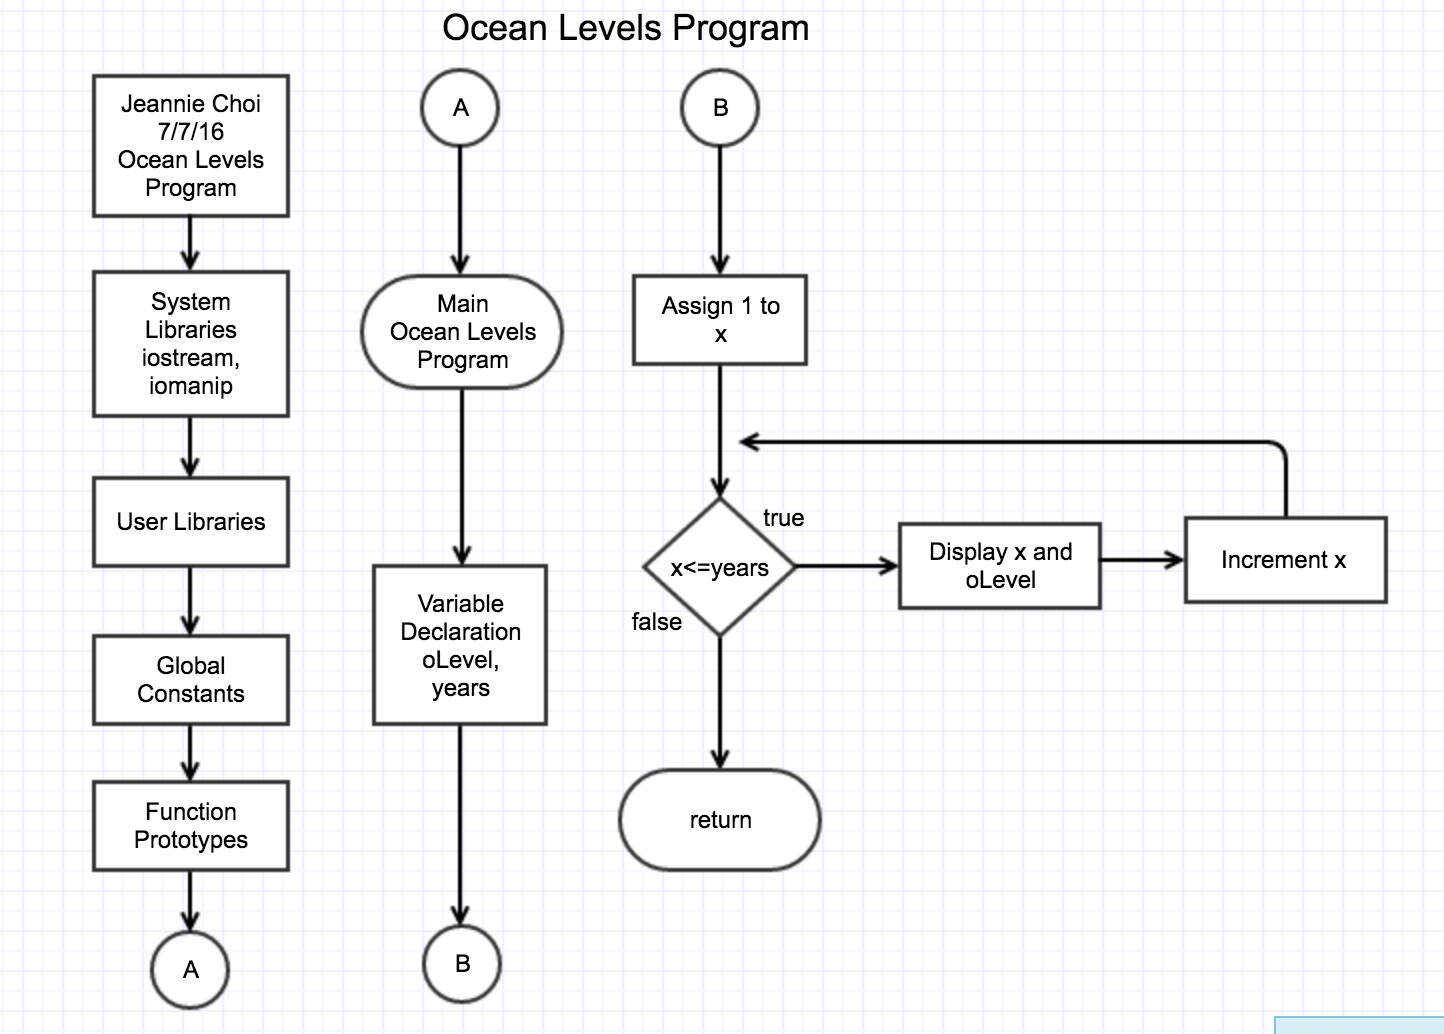 Ocean Levels Program
Jeannie Choi
7/7/16
Ocean Levels
Program
System
Libraries
iostream,
iomanip
User Libraries
Global
Constants
Function
Prototypes
A
A
Main
Ocean Levels
Program
Variable
Declaration
oLevel,
years
B
B
Assign 1 to
x
x<=years
true
false
Display x and
oLevel
Increment x
return